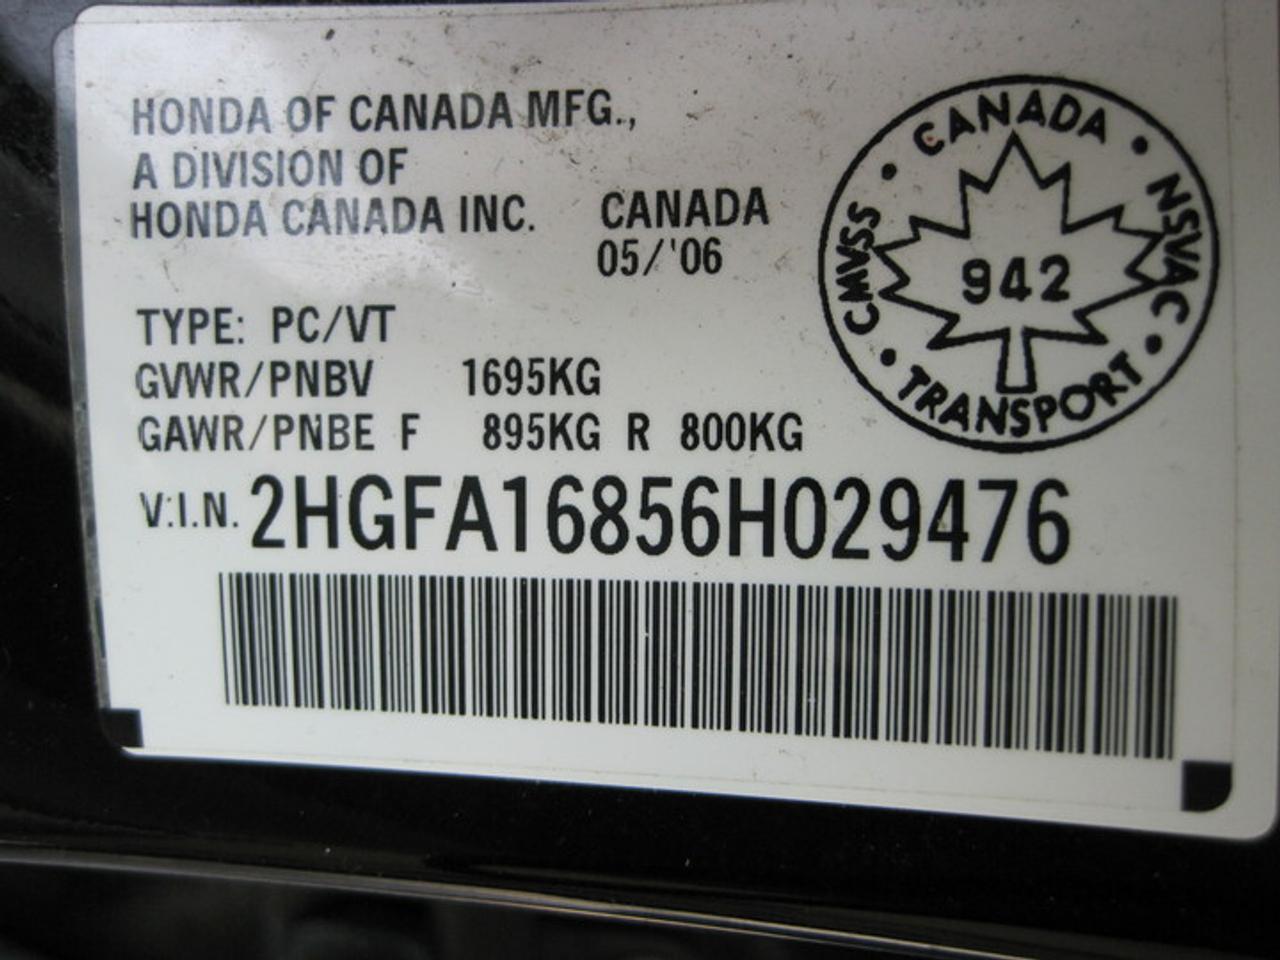 HONDA OF CANADA MFG.,
A DIVISION OF
HONDA CANADA INC. CANADA
05/'06
TYPE: PC/VT
GVWR/PNBV 1695KG
GAWR/PNBE F 895KG R 800KG
V.I.N. 2HGFA16856H029476
CANADA • NSVAC • TRANSPORT • CMVSS •
942